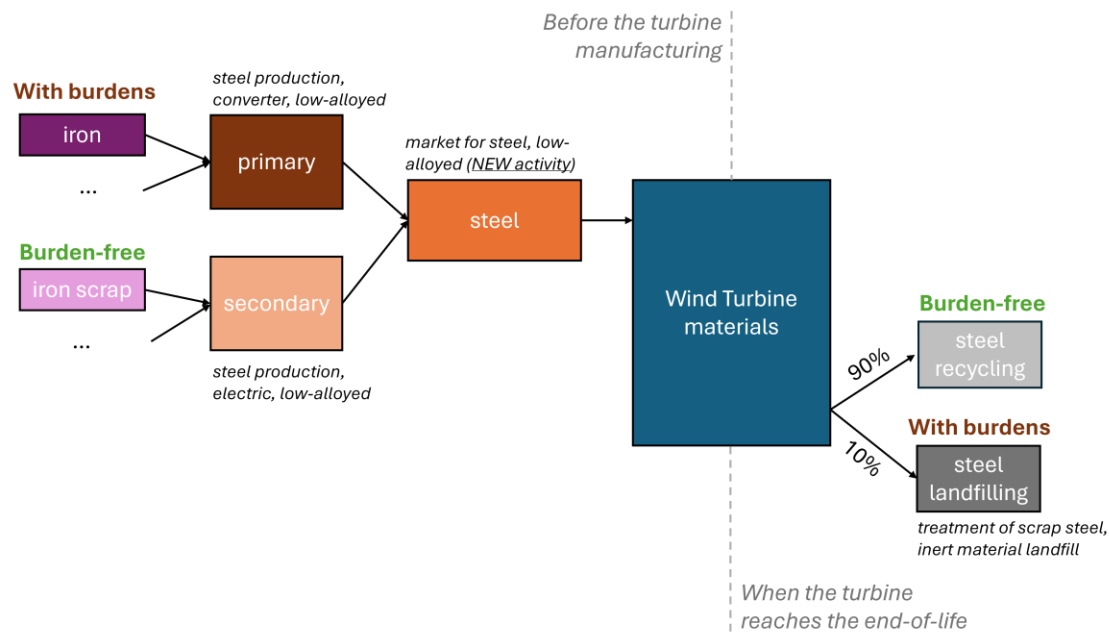 Before the turbine
manufacturing
With burdens
iron
...
steel production,
converter, low-alloyed
primary
market for steel, low-
alloyed (NEW activity)
steel
Burden-free
iron scrap
...
secondary
steel production,
electric, low-alloyed
Wind Turbine
materials
90%
10%
Burden-free
steel
recycling
With burdens
steel
landfilling
treatment of scrap steel,
inert material landfill
When the turbine
reaches the end-of-life